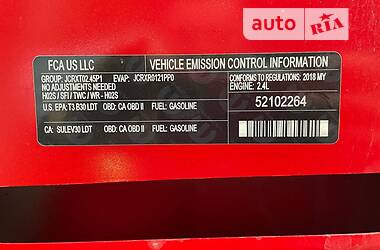 auto RIA
FCA US LLC
VEHICLE EMISSION CONTROL INFORMATION
GROUP: JCRXT02.45P1 EVAP: JCRXR0121PP0
NO ADJUSTMENTS NEEDED
H02S / SFI / TWC / WR - H02S
CONFORMS TO REGULATIONS: 2018 MY
ENGINE: 2.4L
U.S. EPA: T3 B30 LDT OBD: CA OBD II FUEL: GASOLINE
52102264
CA: SULEV30 LDT OBD: CA OBD II FUEL: GASOLINE